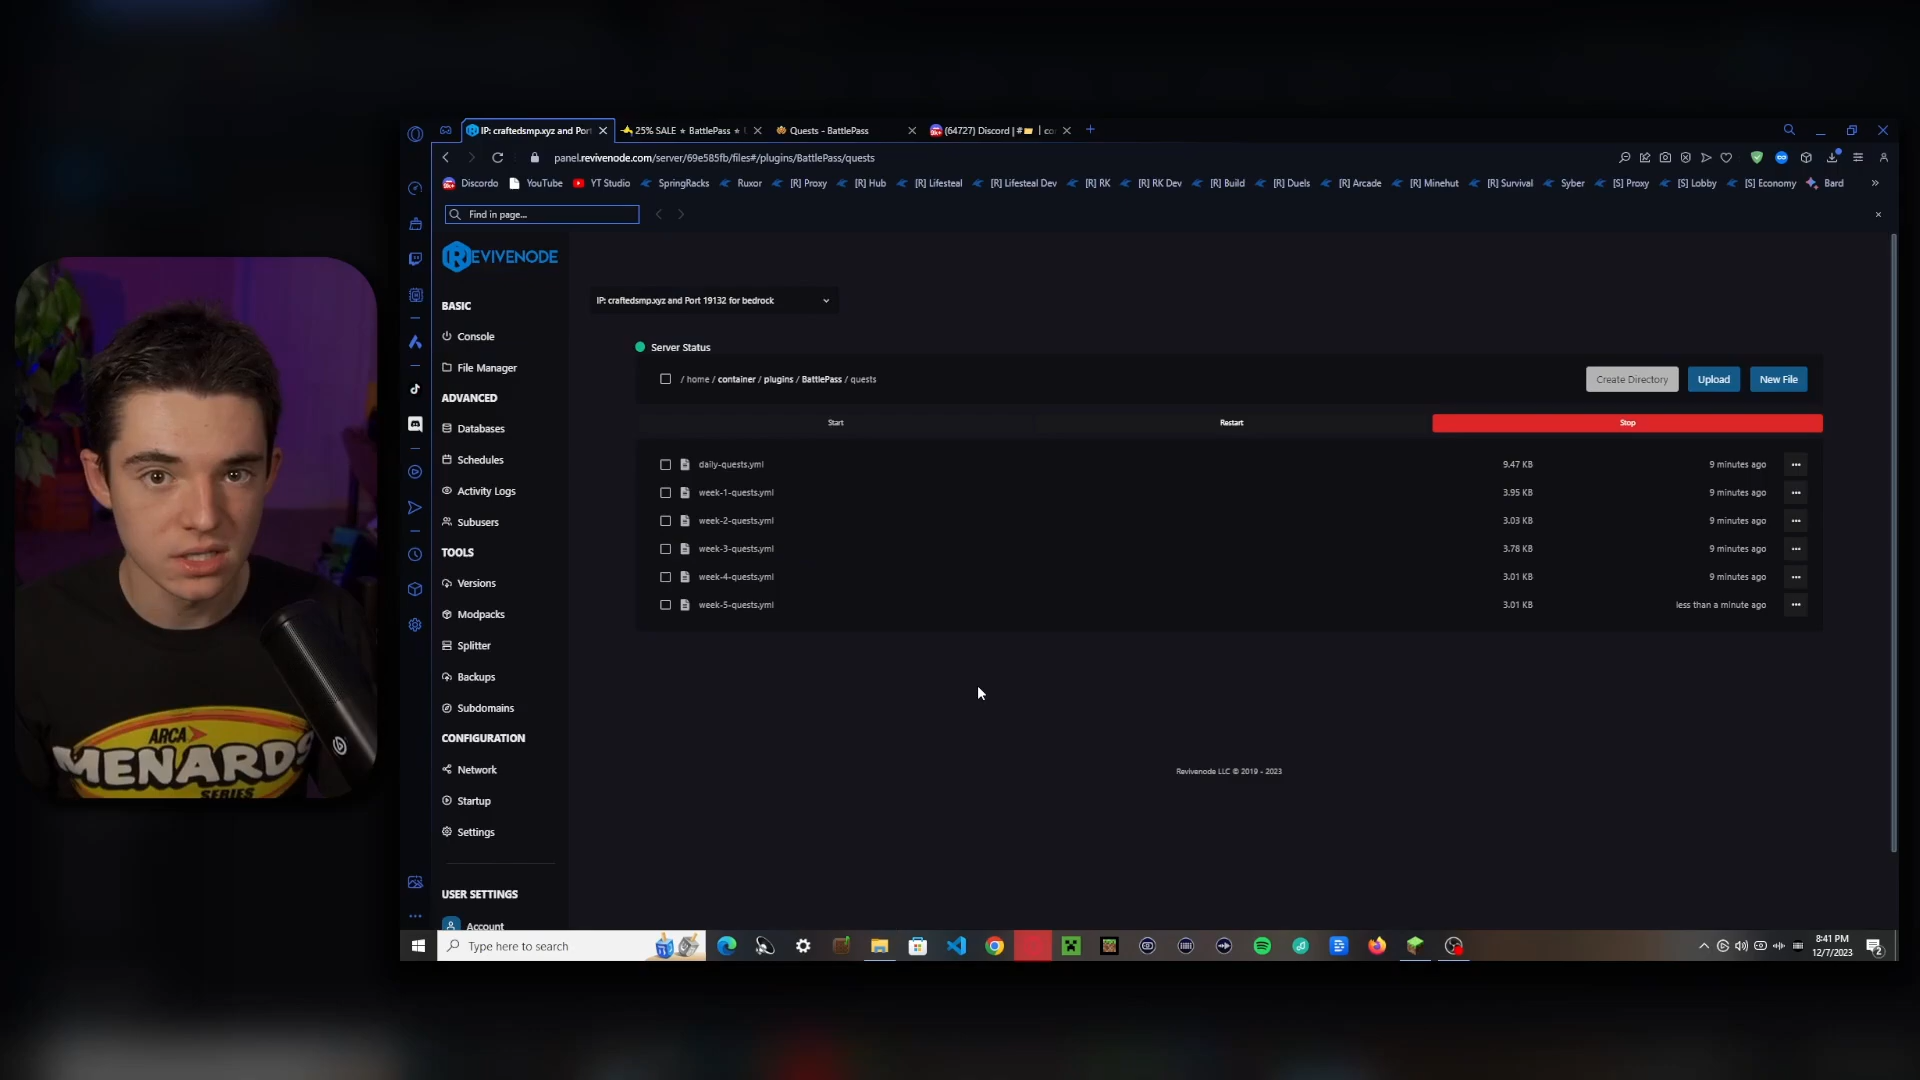 IP: craftedsmp.xyz and Port
25% SALE ★ BattlePass ★
Quests - BattlePass
(64727) Discord | #
panel.revivenode.com/server/69e585fb/files#/plugins/BattlePass/quests
Discordo
YouTube
YT Studio
SpringRacks
Ruxor
[R] Proxy
[R] Hub
[R] Lifesteal
[R] Lifesteal Dev
[R] RK
[R] RK Dev
[R] Build
[R] Duels
[R] Arcade
[R] Minehut
[R] Survival
Syber
[S] Proxy
[S] Lobby
[S] Economy
Bard
Find in page...
REVIVENODE
BASIC
Console
File Manager
ADVANCED
Databases
Schedules
Activity Logs
Subusers
TOOLS
Versions
Modpacks
Splitter
Backups
Subdomains
CONFIGURATION
Network
Startup
Settings
USER SETTINGS
Account
IP: craftedsmp.xyz and Port 19132 for bedrock
Server Status
/ home / container / plugins / BattlePass / quests
Create Directory
Upload
New File
Start
Restart
Stop
daily-quests.yml 9.47 KB 9 minutes ago
week-1-quests.yml 3.95 KB 9 minutes ago
week-2-quests.yml 3.03 KB 9 minutes ago
week-3-quests.yml 3.78 KB 9 minutes ago
week-4-quests.yml 3.01 KB 9 minutes ago
week-5-quests.yml 3.01 KB less than a minute ago
Revivenode LLC © 2019 - 2023
Type here to search
8:41 PM
12/7/2023
2
ARCA
MENARDS
SERIES